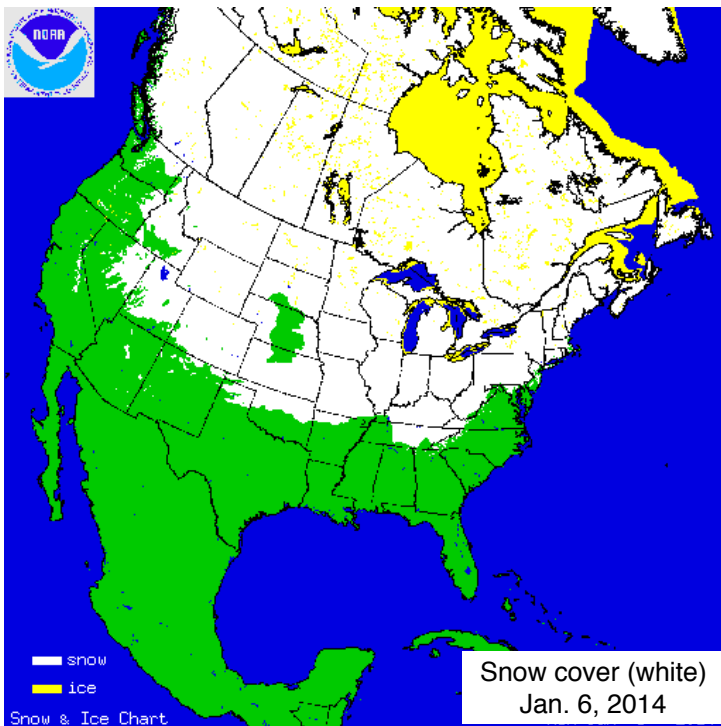 NOAA
snow
ice
Snow & Ice Chart
Snow cover (white)
Jan. 6, 2014